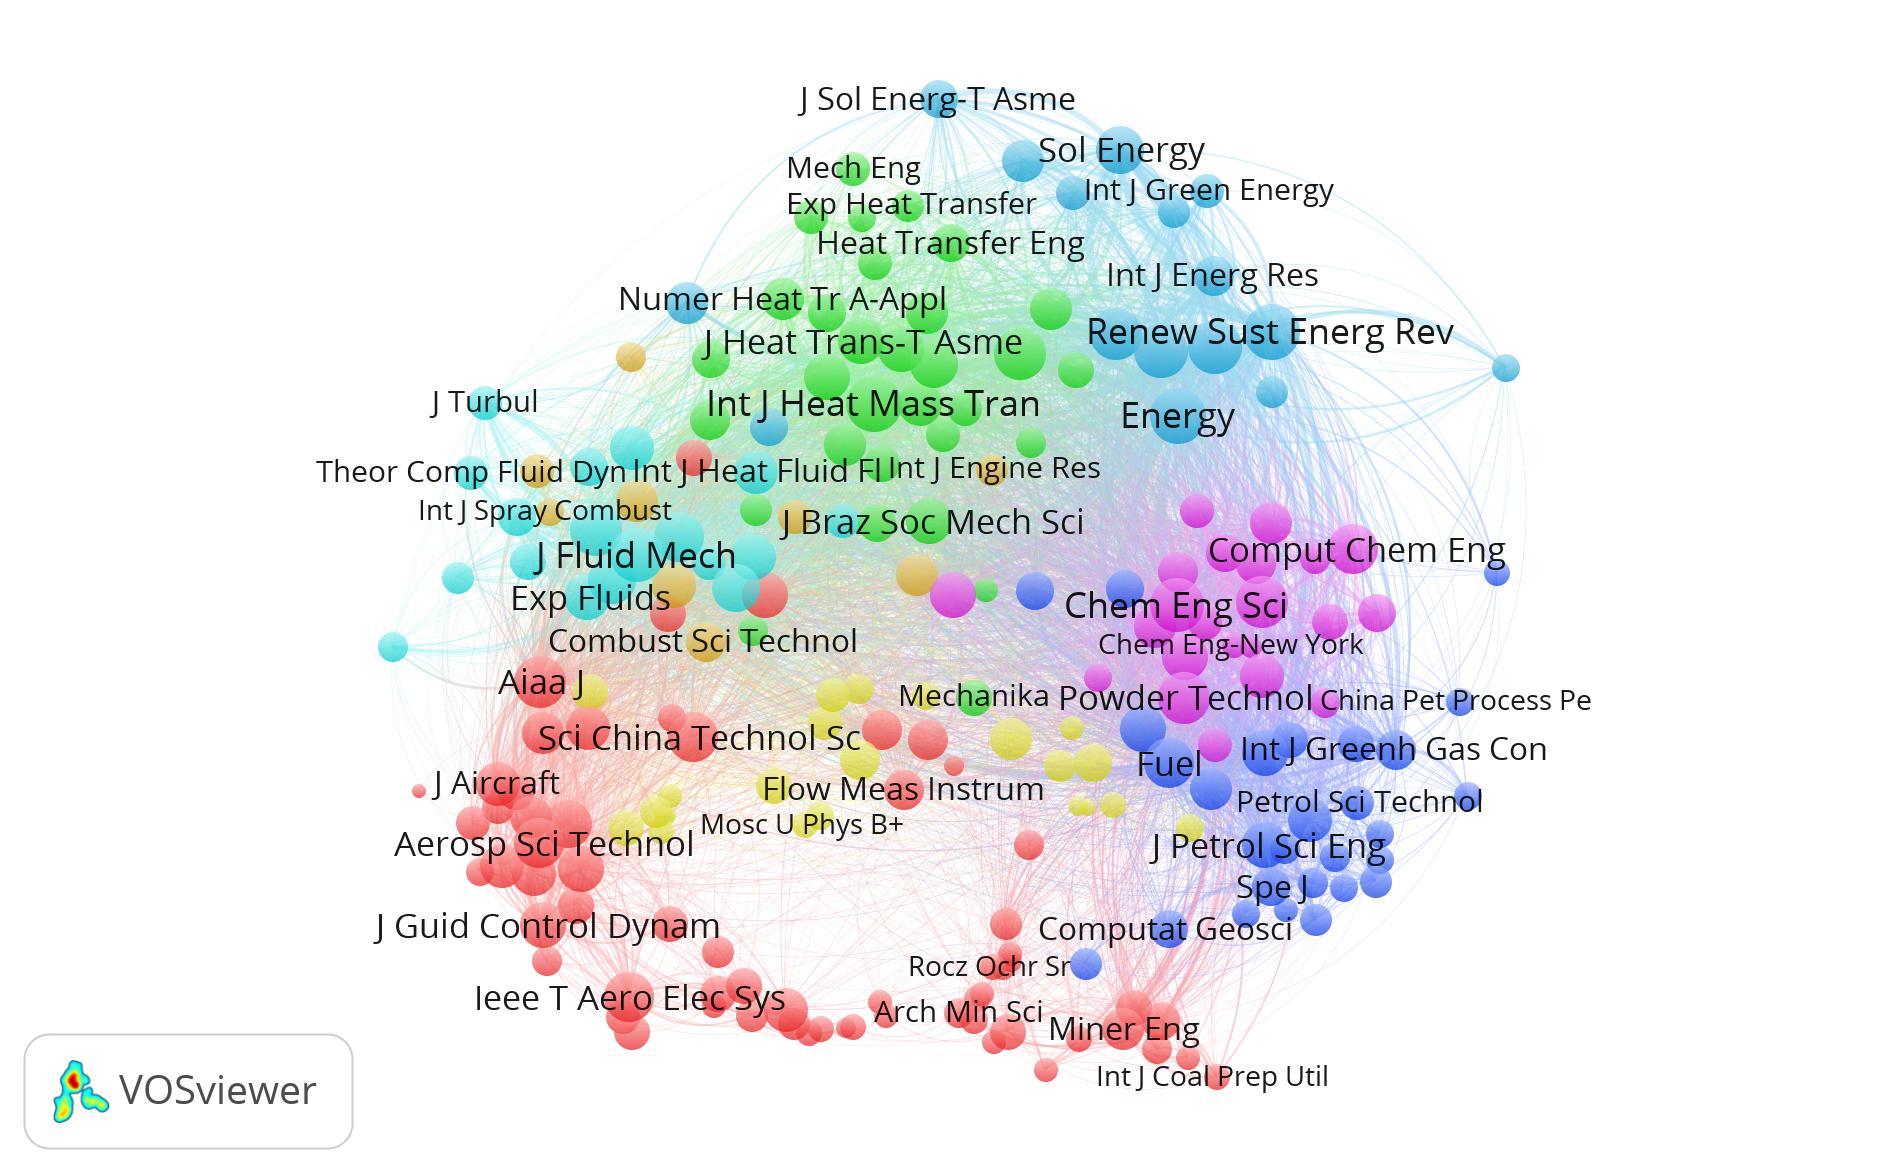 J Sol Energ-T Asme
Sol Energy
Mech Eng
Int J Green Energy
Exp Heat Transfer
Heat Transfer Eng
Int J Energ Res
Numer Heat Tr A-Appl
Renew Sust Energ Rev
J Heat Trans-T Asme
J Turbul
Int J Heat Mass Tran
Energy
Theor Comp Fluid Dyn
Int J Heat Fluid Fl
Int J Engine Res
Int J Spray Combust
J Braz Soc Mech Sci
J Fluid Mech
Comput Chem Eng
Exp Fluids
Chem Eng Sci
Combust Sci Technol
Chem Eng-New York
Aiaa J
Mechanika
Powder Technol
China Pet Process Pe
Sci China Technol Sc
Int J Greenh Gas Con
Fuel
J Aircraft
Flow Meas Instrum
Petrol Sci Technol
Mosc U Phys B+
Aerosp Sci Technol
J Petrol Sci Eng
Spe J
J Guid Control Dynam
Computat Geosci
Rocz Ochr Sr
Ieee T Aero Elec Sys
Arch Min Sci
Miner Eng
Int J Coal Prep Util
VOSviewer